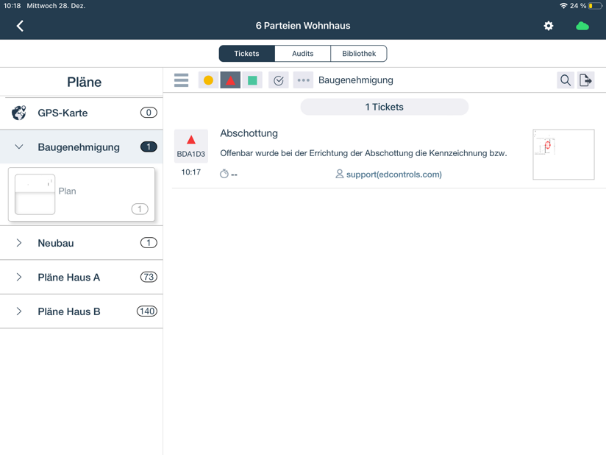 10:18 Mittwoch 28. Dez.
24 %
6 Parteien Wohnhaus
Tickets Audits Bibliothek
Pläne
Baugenehmigung
GPS-Karte 0
1 Tickets
Baugenehmigung 1
Abschottung
BDA1D3
Offenbar wurde bei der Errichtung der Abschottung die Kennzeichnung bzw.
10:17 -- support(edcontrols.com)
Plan
1
Neubau 1
Pläne Haus A 73
Pläne Haus B 140